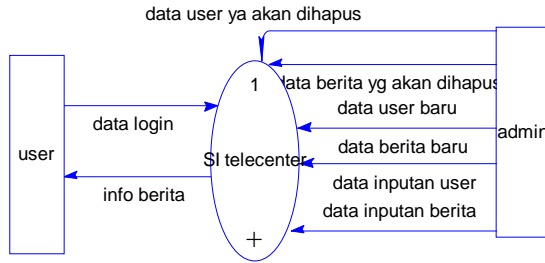 data user ya akan dihapus
1
data berita yg akan dihapus
data user baru
data login
data berita baru
user
SI telecenter
admin
data inputan user
info berita
data inputan berita
+